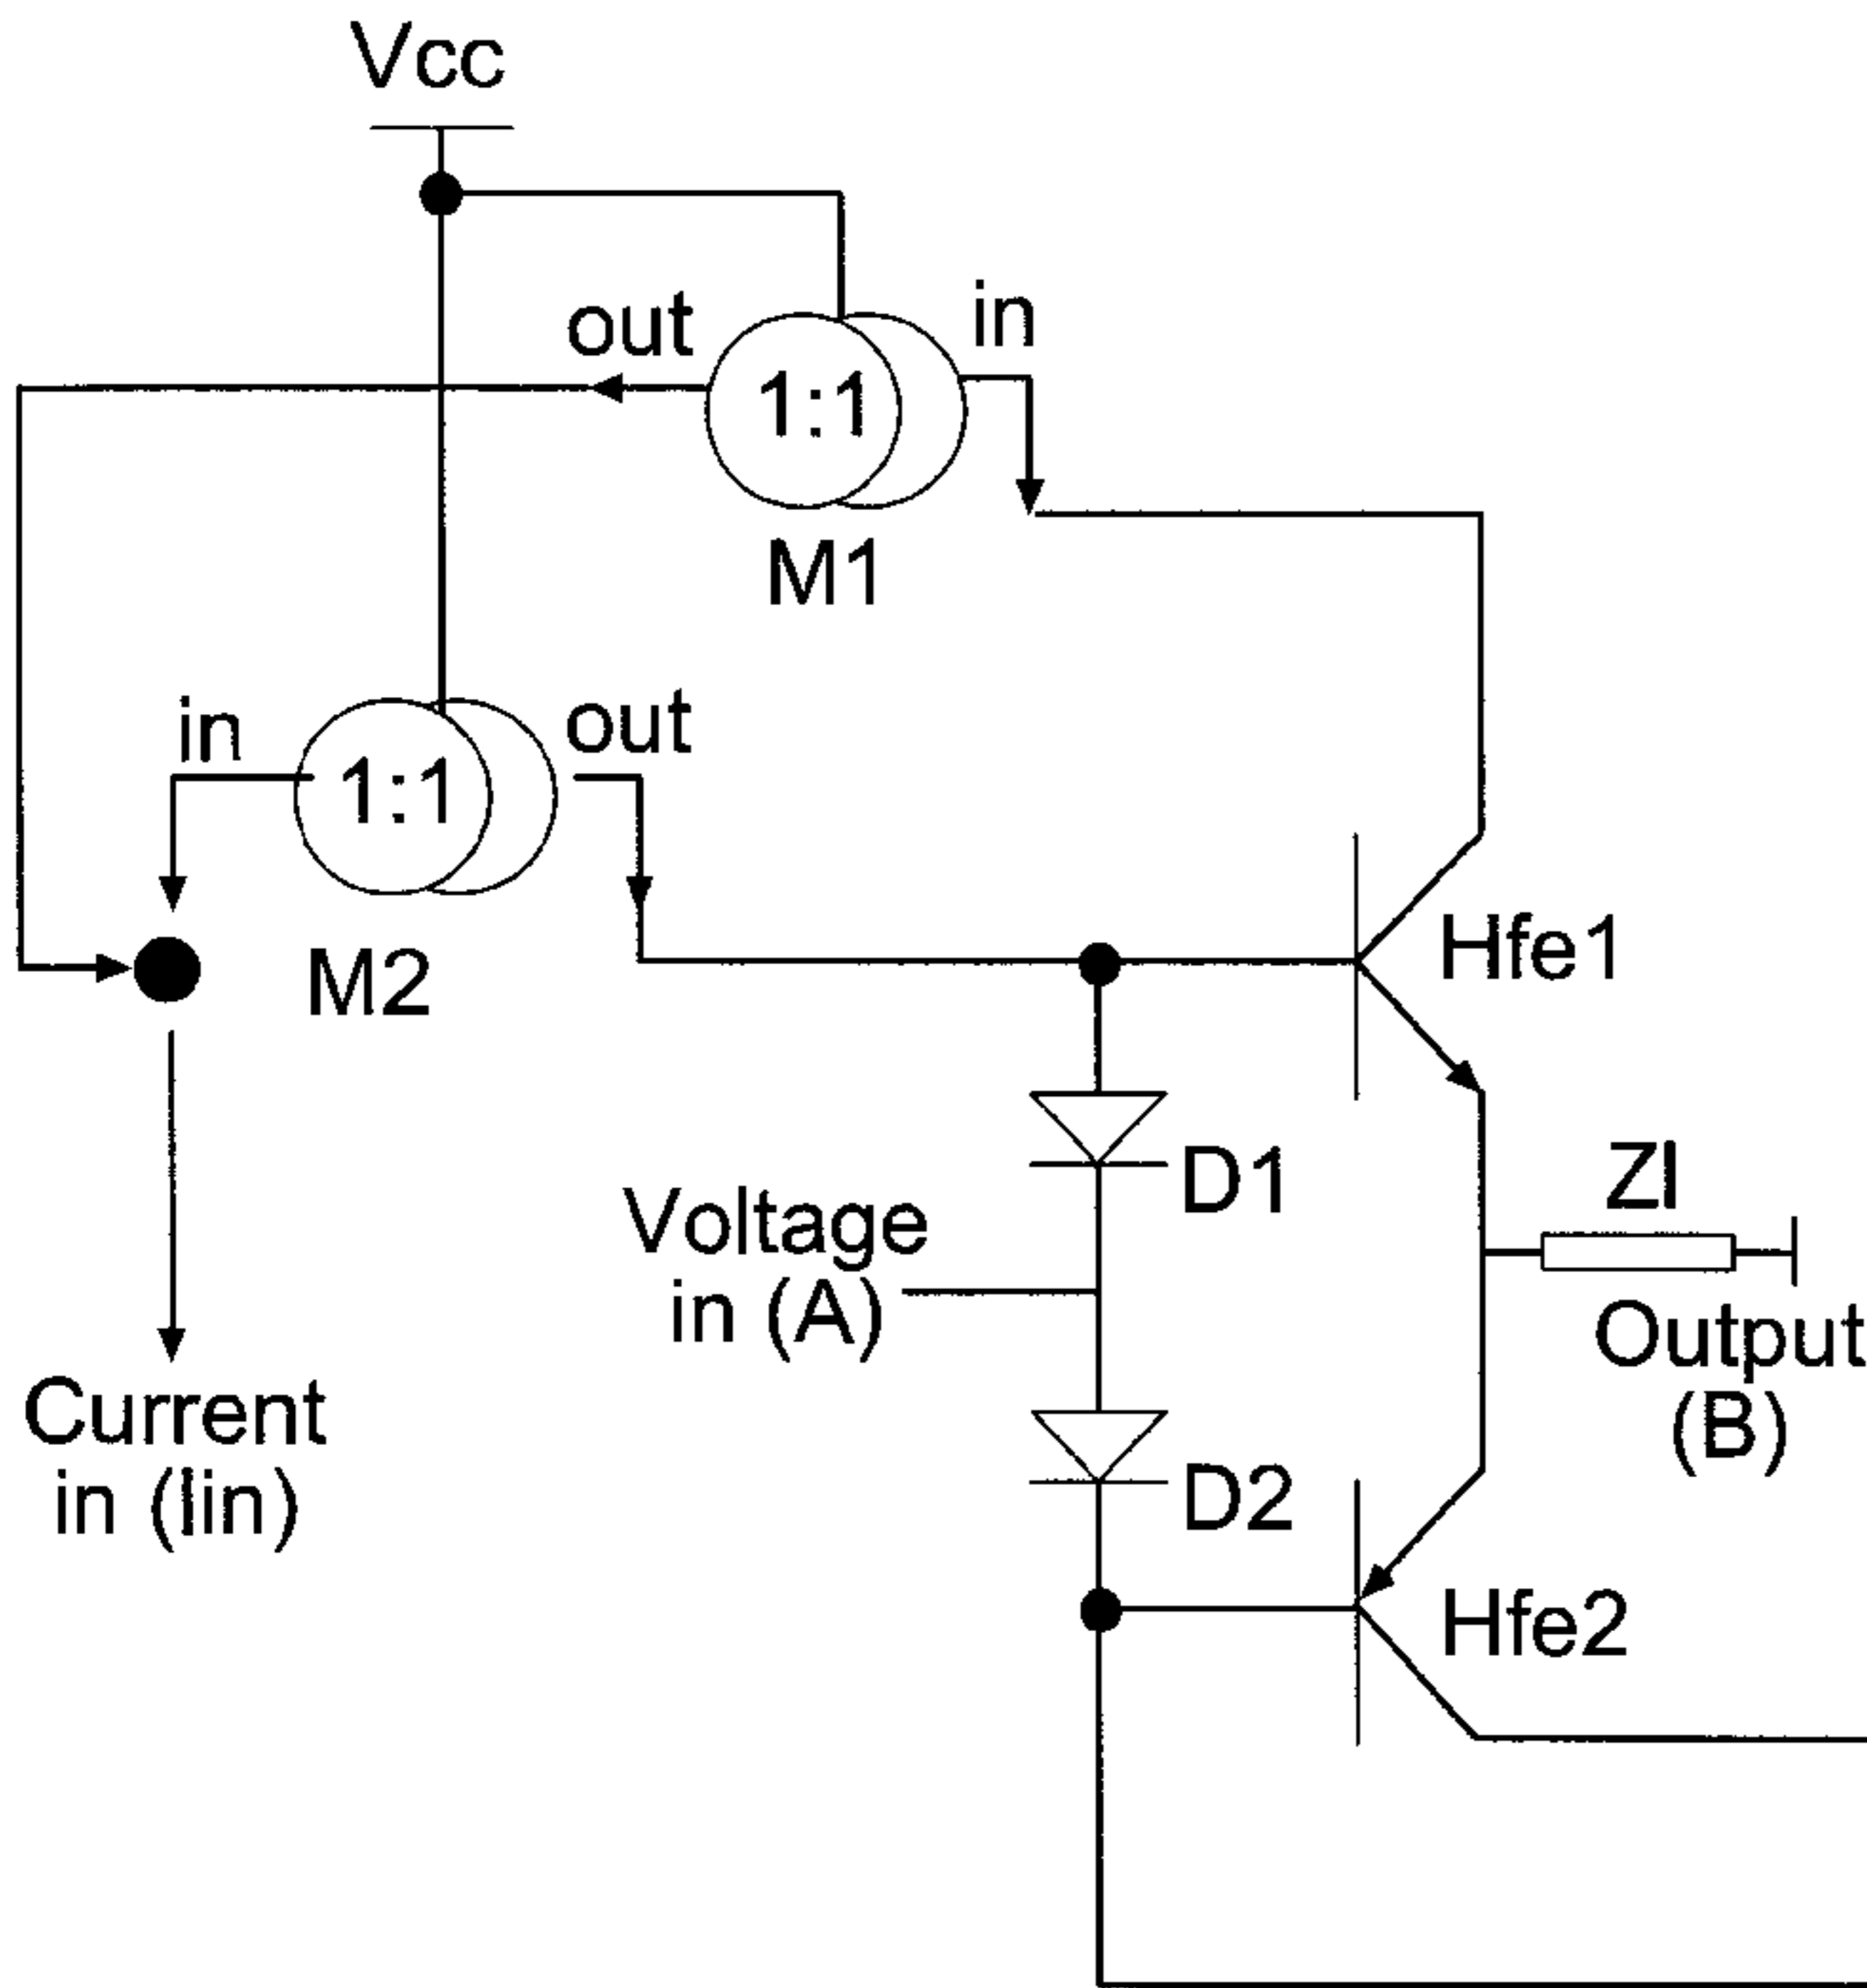 Vcc
out
in
1:1
M1
in
out
1:1
M2
Hfe1
D1
Voltage
in (A)
Zl
Output
(B)
Current
in (Iin)
D2
Hfe2